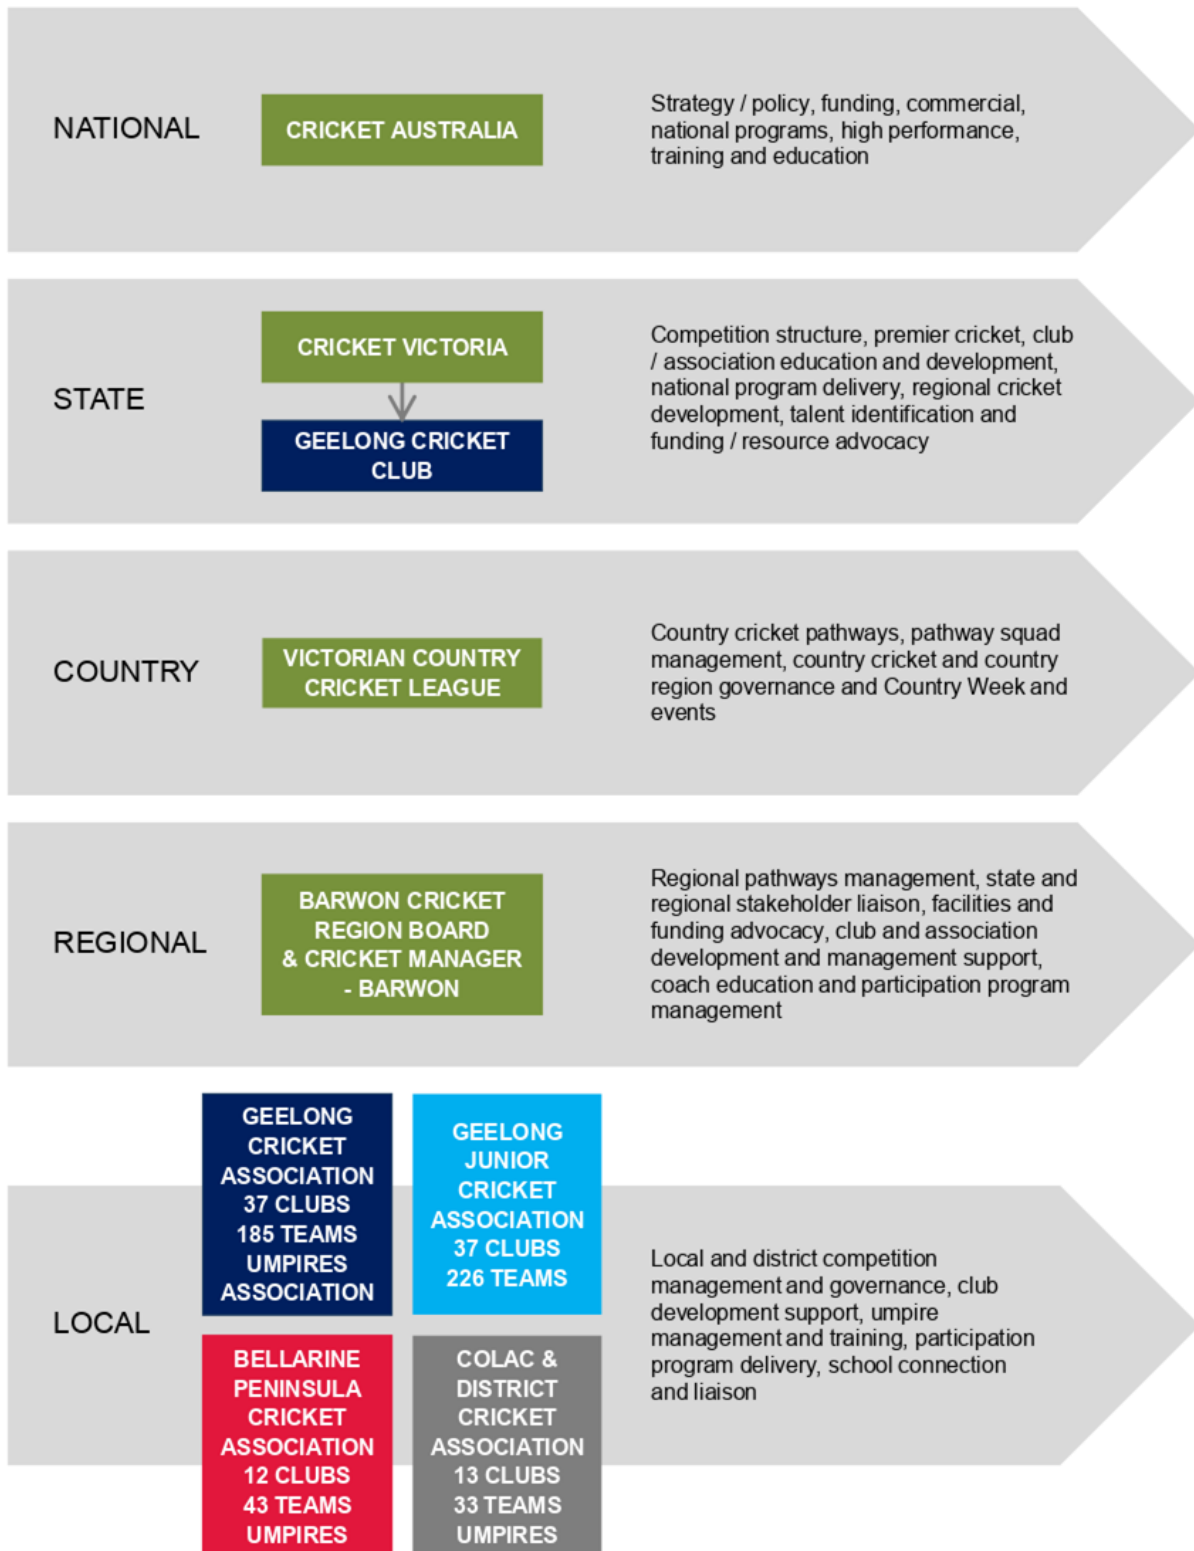 NATIONAL
CRICKET AUSTRALIA
Strategy / policy, funding, commercial,
national programs, high performance,
training and education
STATE
CRICKET VICTORIA
GEELONG CRICKET
CLUB
Competition structure, premier cricket, club
/ association education and development,
national program delivery, regional cricket
development, talent identification and
funding / resource advocacy
COUNTRY
VICTORIAN COUNTRY
CRICKET LEAGUE
Country cricket pathways, pathway squad
management, country cricket and country
region governance and Country Week and
events
REGIONAL
BARWON CRICKET
REGION BOARD
& CRICKET MANAGER
- BARWON
Regional pathways management, state and
regional stakeholder liaison, facilities and
funding advocacy, club and association
development and management support,
coach education and participation program
management
LOCAL
GEELONG
CRICKET
ASSOCIATION
37 CLUBS
185 TEAMS
UMPIRES
ASSOCIATION
GEELONG
JUNIOR
CRICKET
ASSOCIATION
37 CLUBS
226 TEAMS
BELLARINE
PENINSULA
CRICKET
ASSOCIATION
12 CLUBS
43 TEAMS
UMPIRES
COLAC &
DISTRICT
CRICKET
ASSOCIATION
13 CLUBS
33 TEAMS
UMPIRES
Local and district competition
management and governance, club
development support, umpire
management and training, participation
program delivery, school connection
and liaison